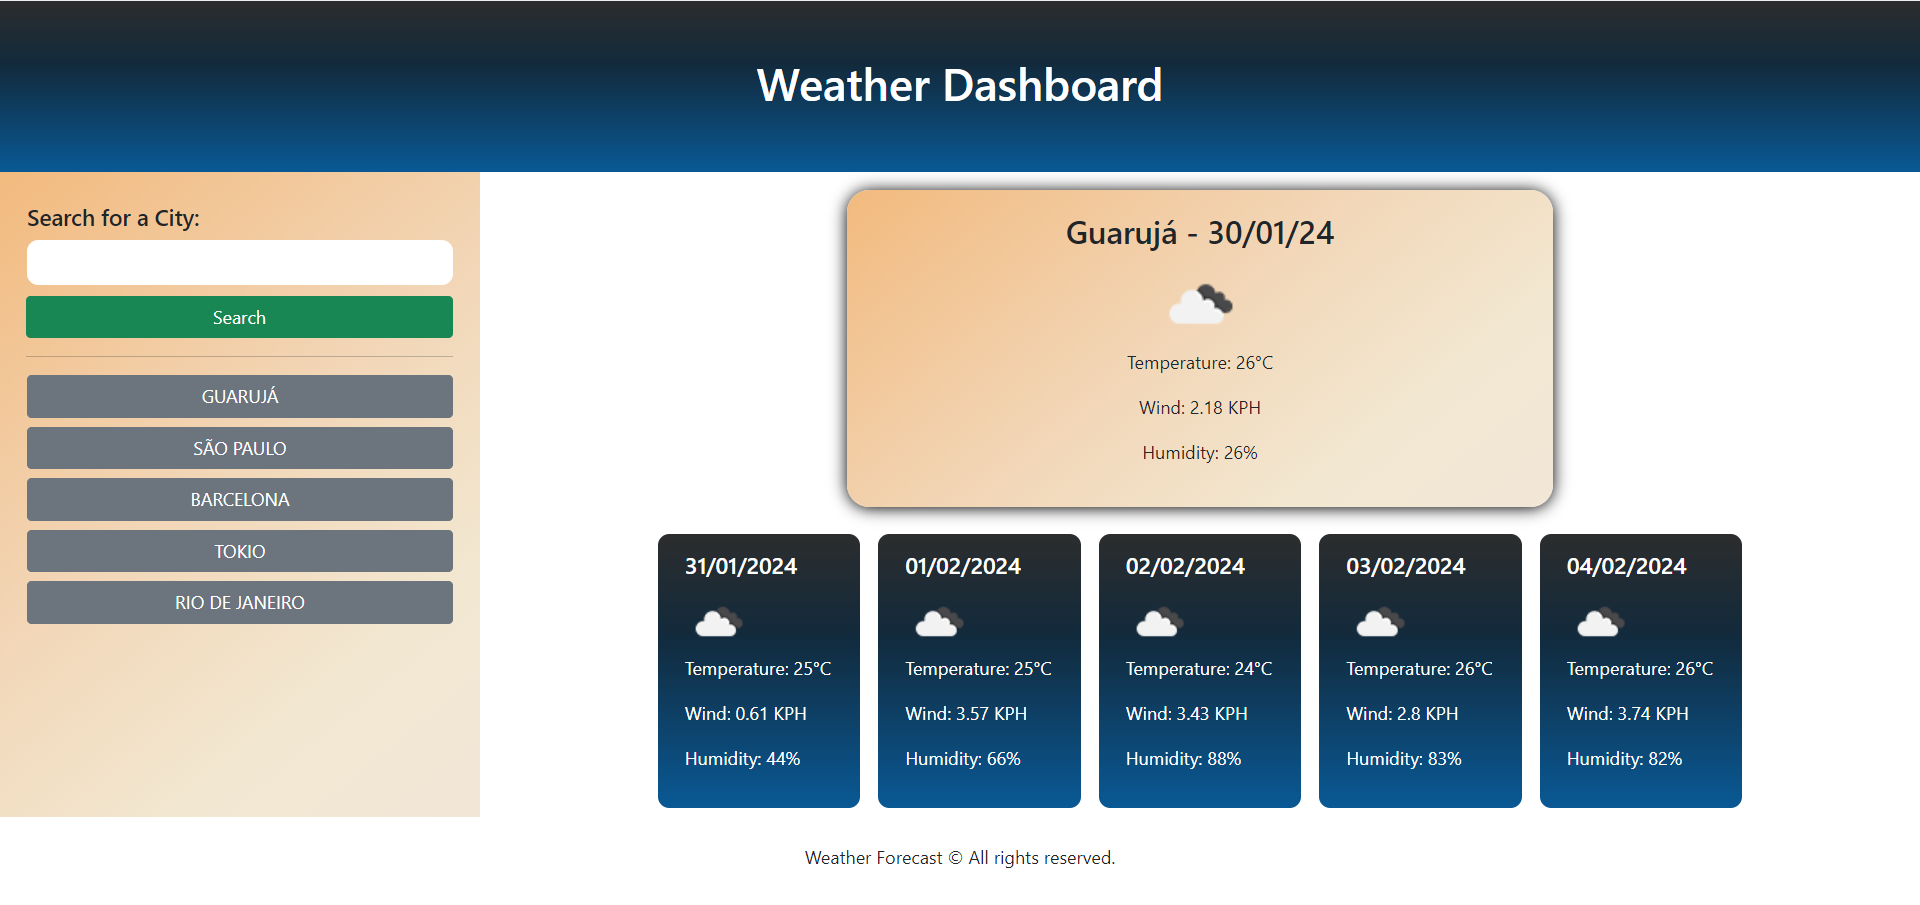 Weather Dashboard
Search for a City:
Search
GUARUJÁ
SÃO PAULO
BARCELONA
TOKIO
RIO DE JANEIRO
Guarujá - 30/01/24
Temperature: 26°C
Wind: 2.18 KPH
Humidity: 26%
31/01/2024
Temperature: 25°C
Wind: 0.61 KPH
Humidity: 44%
01/02/2024
Temperature: 25°C
Wind: 3.57 KPH
Humidity: 66%
02/02/2024
Temperature: 24°C
Wind: 3.43 KPH
Humidity: 88%
03/02/2024
Temperature: 26°C
Wind: 2.8 KPH
Humidity: 83%
04/02/2024
Temperature: 26°C
Wind: 3.74 KPH
Humidity: 82%
Weather Forecast © All rights reserved.